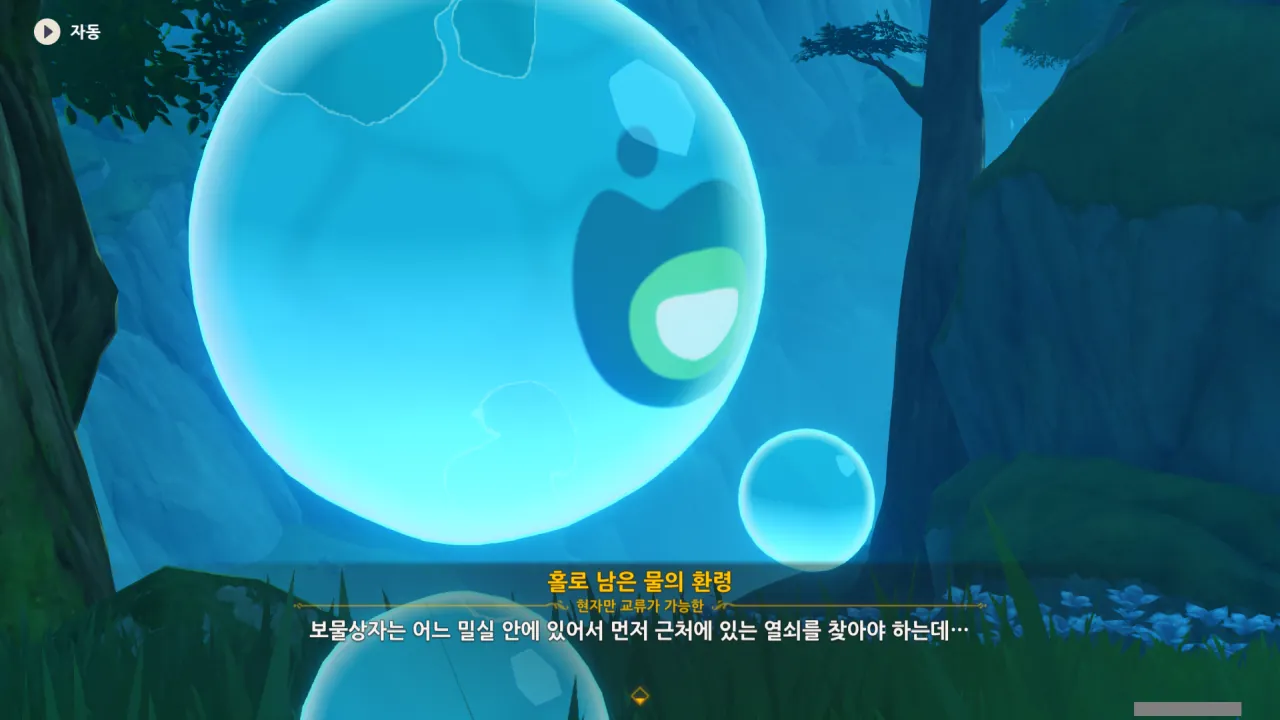 자동
홀로 남은 물의 환령
현자만 교류가 가능한
보물상자는 어느 밀실 안에 있어서 먼저 근처에 있는 열쇠를 찾아야 하는데…